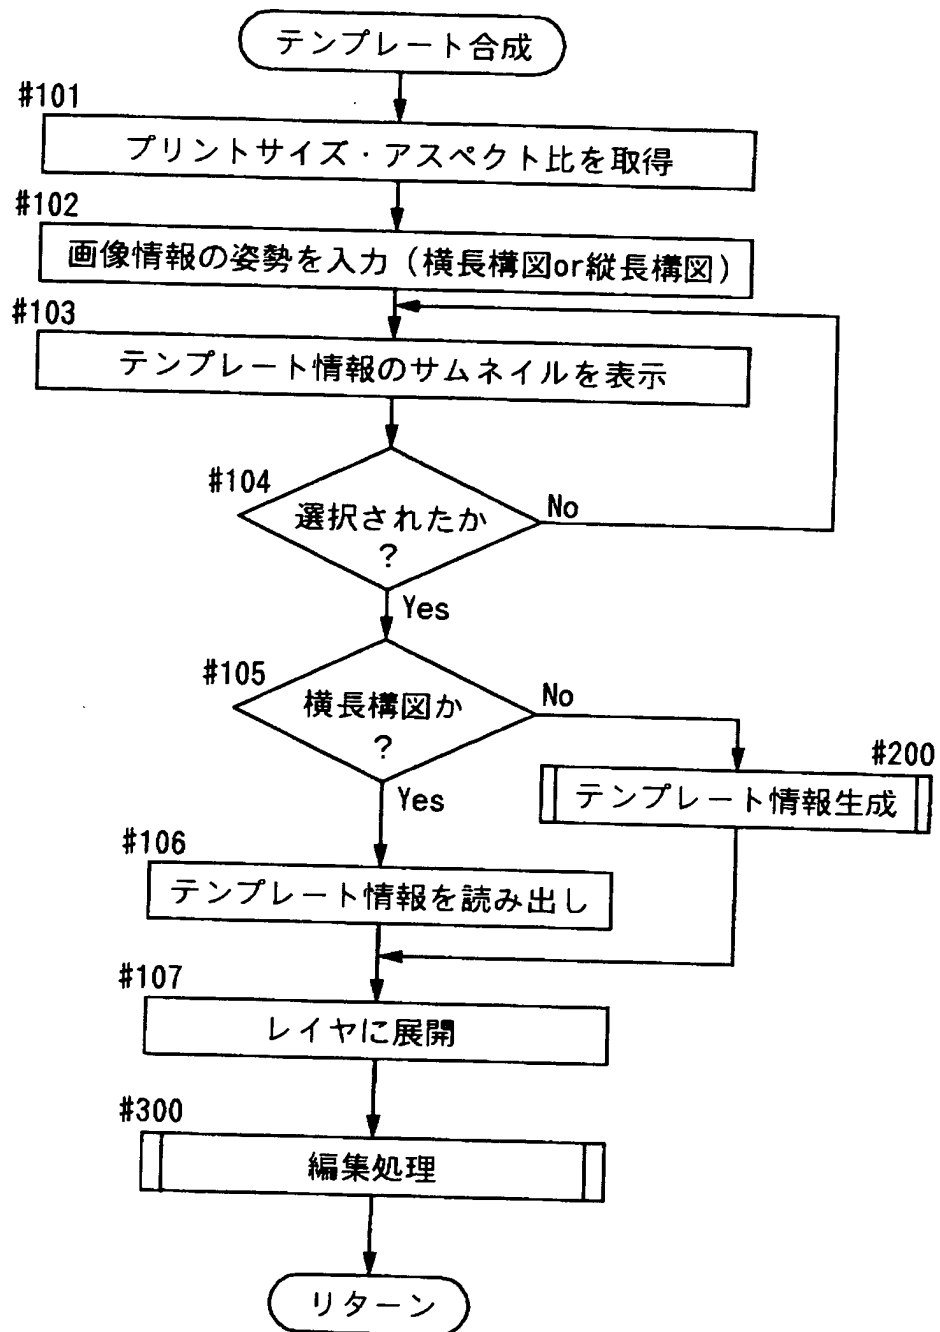 テンプレート合成
#101
プリントサイズ・アスペクト比を取得
#102
画像情報の姿勢を入力（横長構図or縦長構図）
#103
テンプレート情報のサムネイルを表示
#104
選択されたか
?
No
Yes
#105
横長構図か
?
No
Yes
#200
テンプレート情報生成
#106
テンプレート情報を読み出し
#107
レイヤに展開
#300
編集処理
リターン